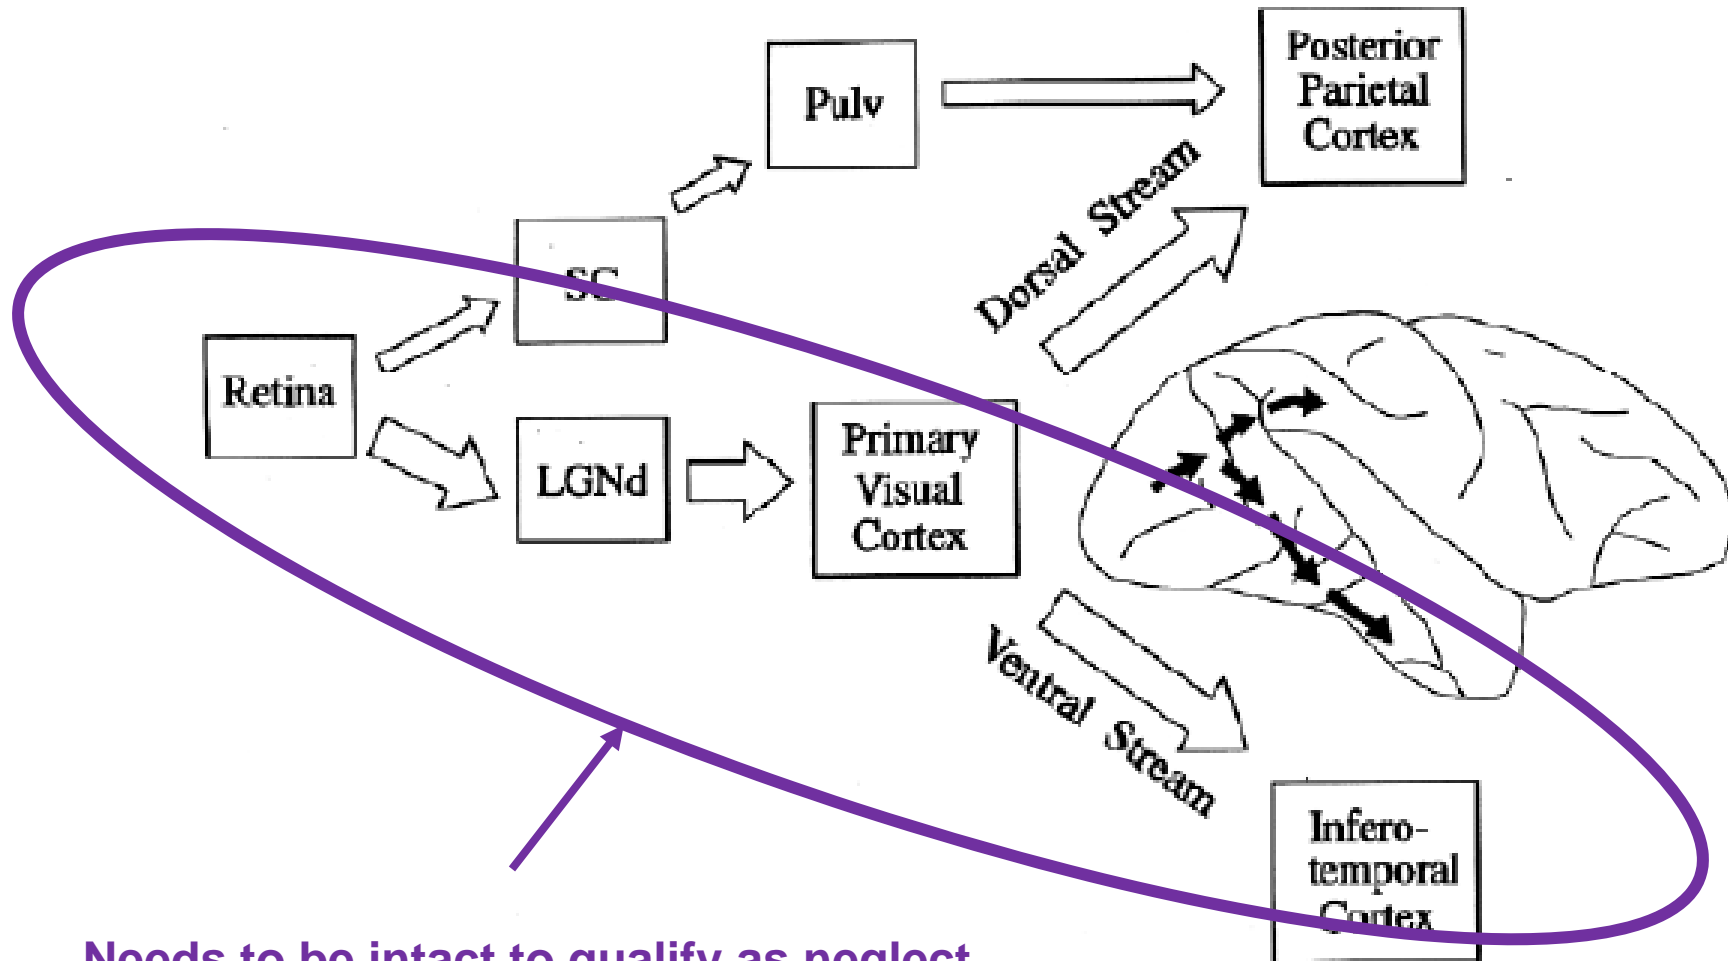 Posterior
Parietal
Cortex
Pulv
Dorsal Stream
SC
Retina
Primary
Visual
Cortex
LGNd
Ventral Stream
Infero-
temporal
Cortex
Needs to be intact to qualify as neglect